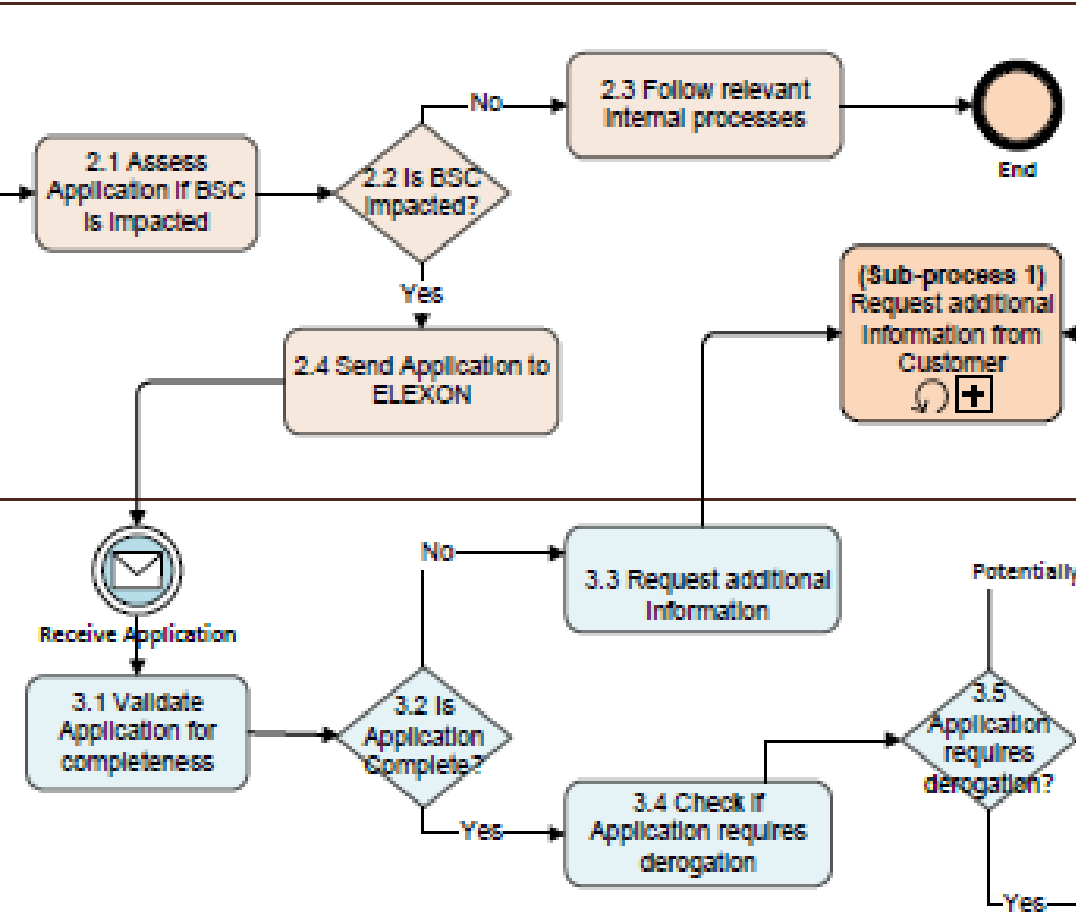 No
2.3 Follow relevant
internal processes
End
2.1 Assess
Application if BSC
is impacted
2.2 Is BSC
impacted?
Yes
(Sub-process 1)
Request additional
information from
Customer
2.4 Send Application to
ELEXON
Receive Application
No
3.3 Request additional
information
Potentially
3.1 Validate
Application for
completeness
3.2 Is
Application
Complete?
3.5
Application
requires
derogation?
Yes
3.4 Check if
Application requires
derogation
Yes